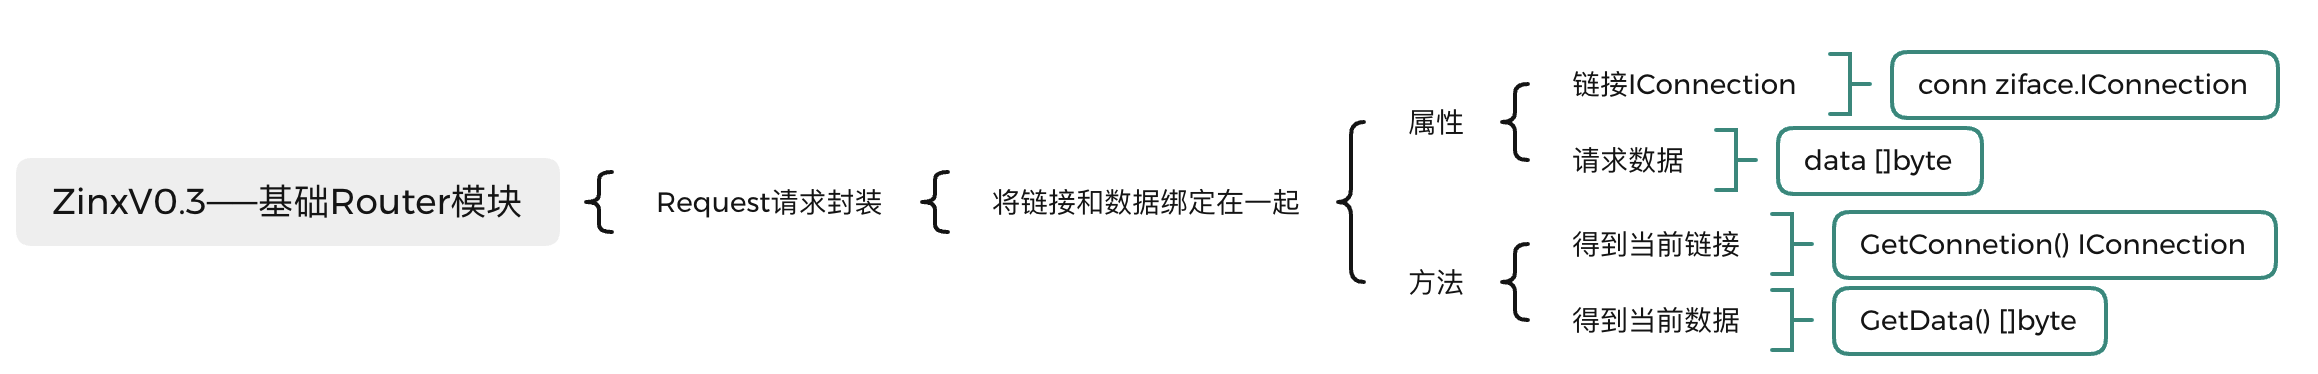 ZinxV0.3——基础Router模块
Request请求封装
将链接和数据绑定在一起
属性
链接IConnection
conn ziface.IConnection
请求数据
data []byte
方法
得到当前链接
GetConnetion() IConnection
得到当前数据
GetData() []byte